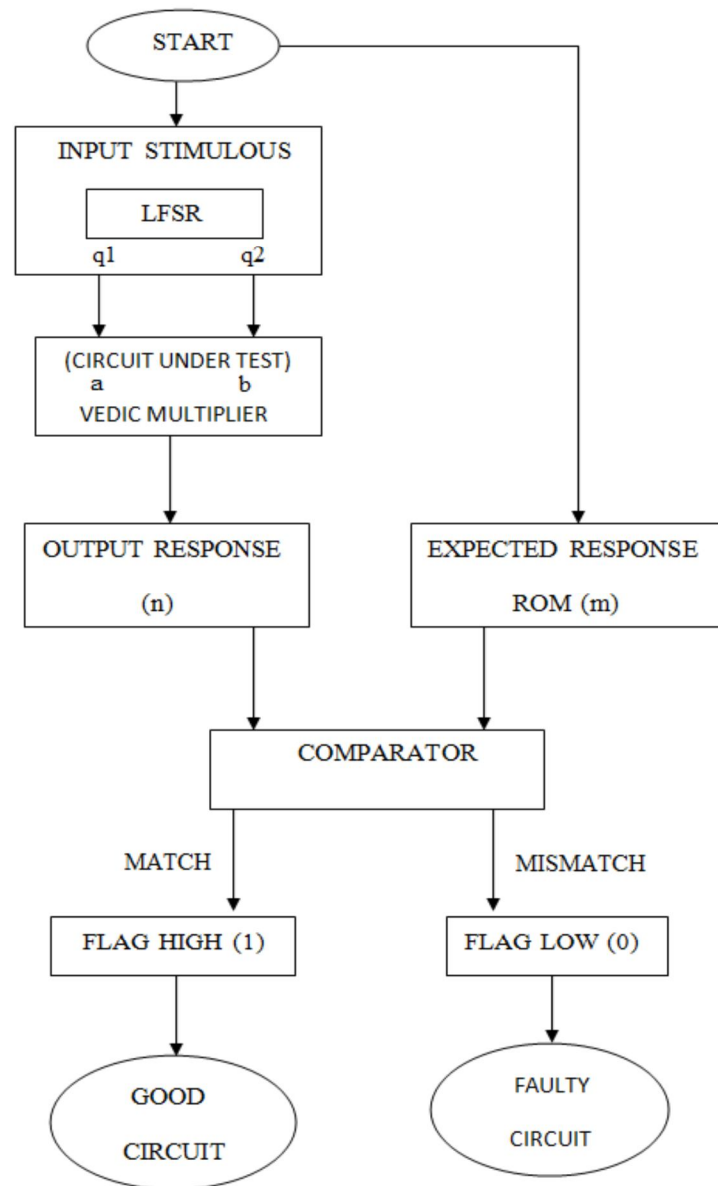 START
INPUT STIMULOUS
LFSR
q1 q2
(CIRCUIT UNDER TEST)
a b
VEDIC MULTIPLIER
OUTPUT RESPONSE
(n)
EXPECTED RESPONSE
ROM (m)
COMPARATOR
MATCH
MISMATCH
FLAG HIGH (1)
FLAG LOW (0)
GOOD
CIRCUIT
FAULTY
CIRCUIT